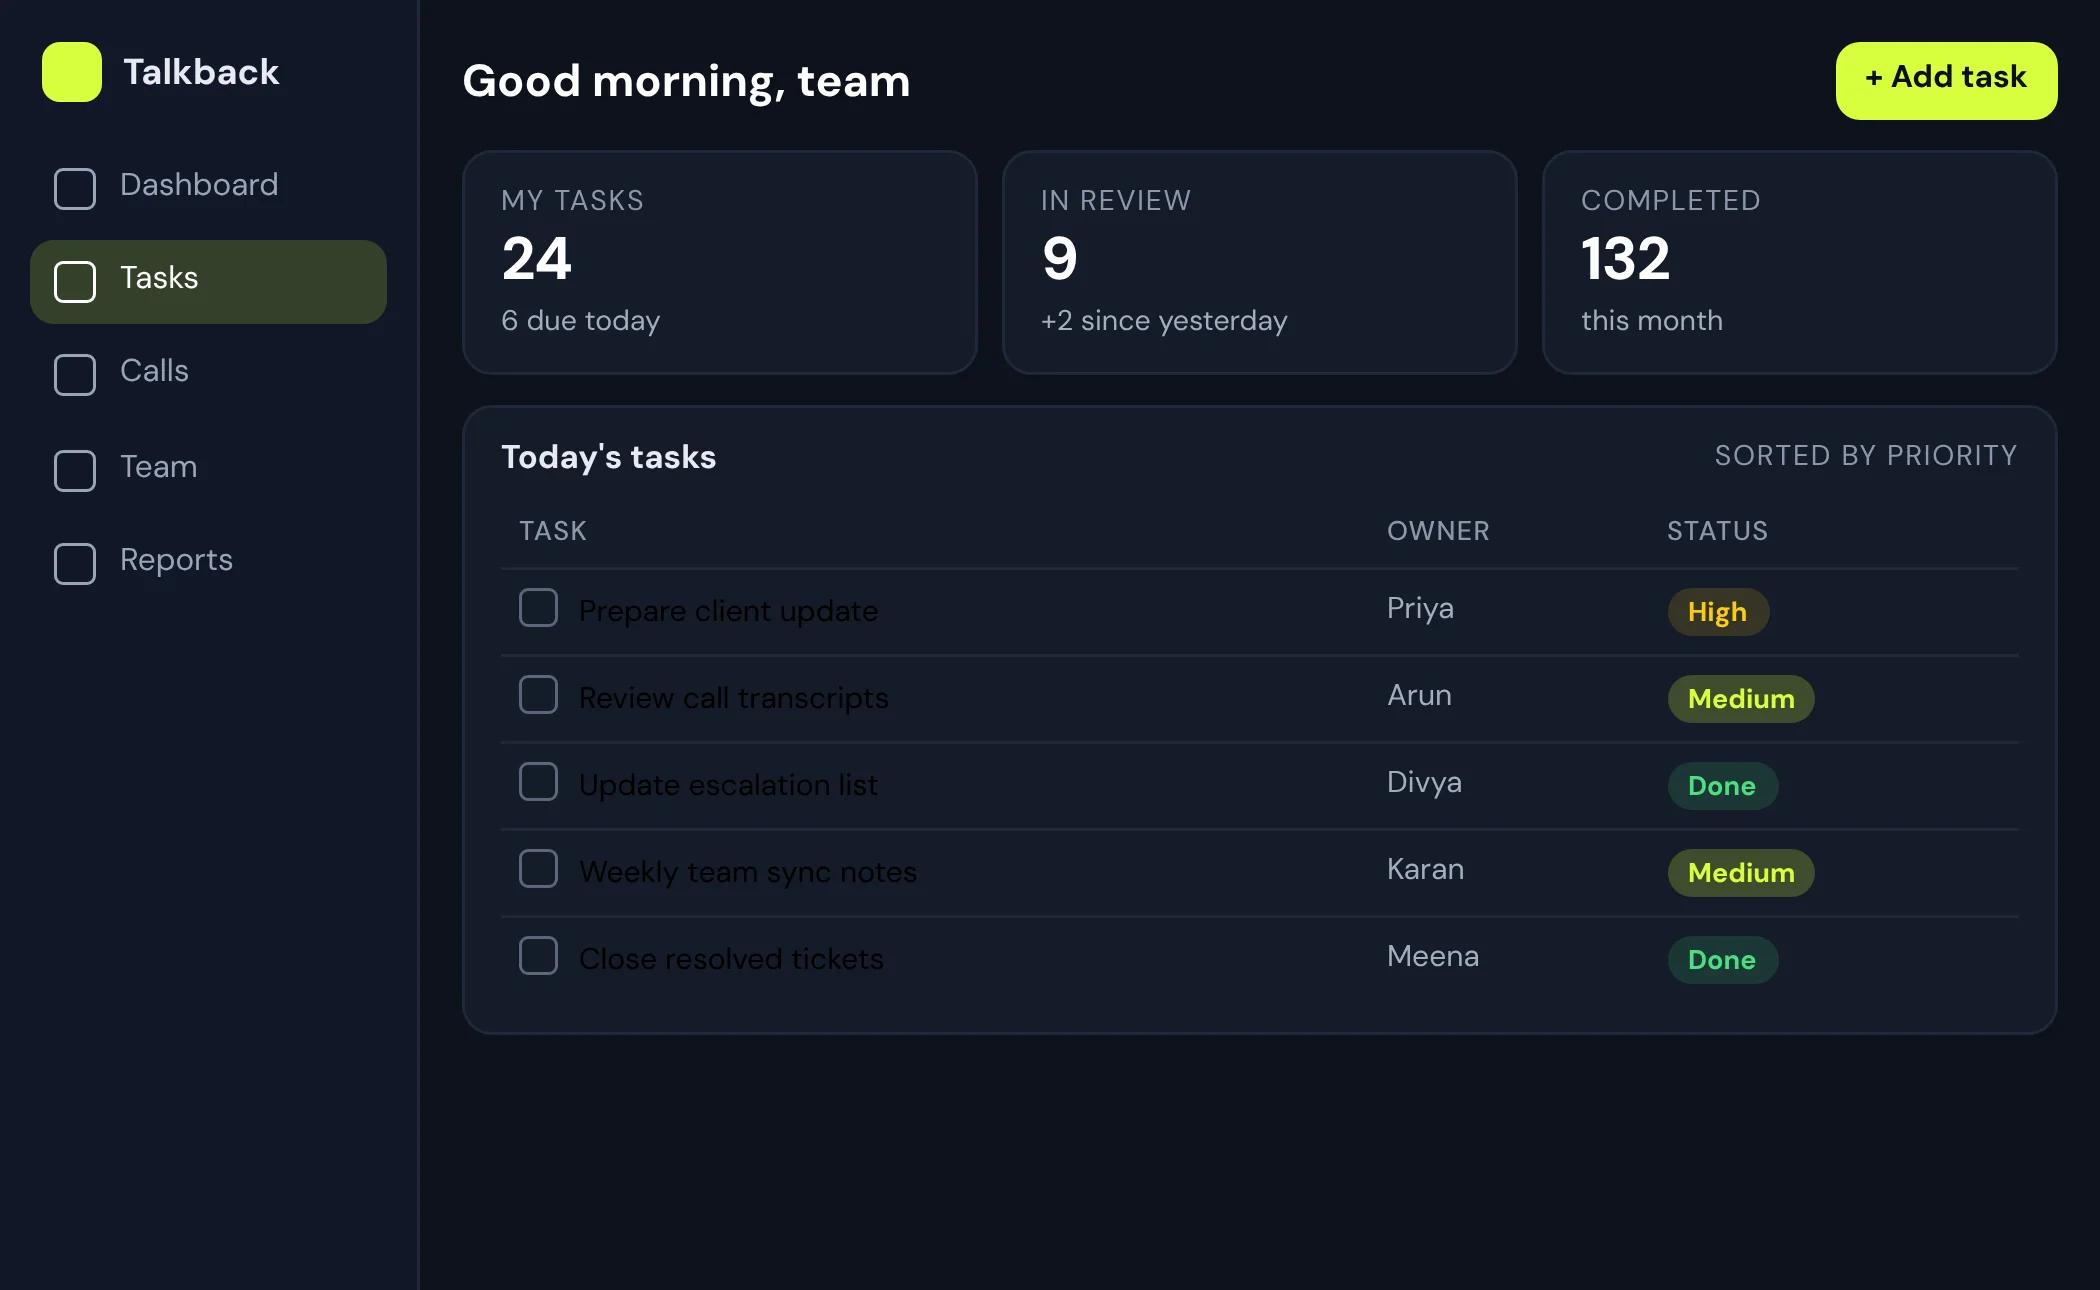 Talkback
Dashboard
Tasks
Calls
Team
Reports
Good morning, team
+ Add task
MY TASKS
24
6 due today
IN REVIEW
9
+2 since yesterday
COMPLETED
132
this month
Today's tasks
SORTED BY PRIORITY
TASK OWNER STATUS
Prepare client update Priya High
Review call transcripts Arun Medium
Update escalation list Divya Done
Weekly team sync notes Karan Medium
Close resolved tickets Meena Done